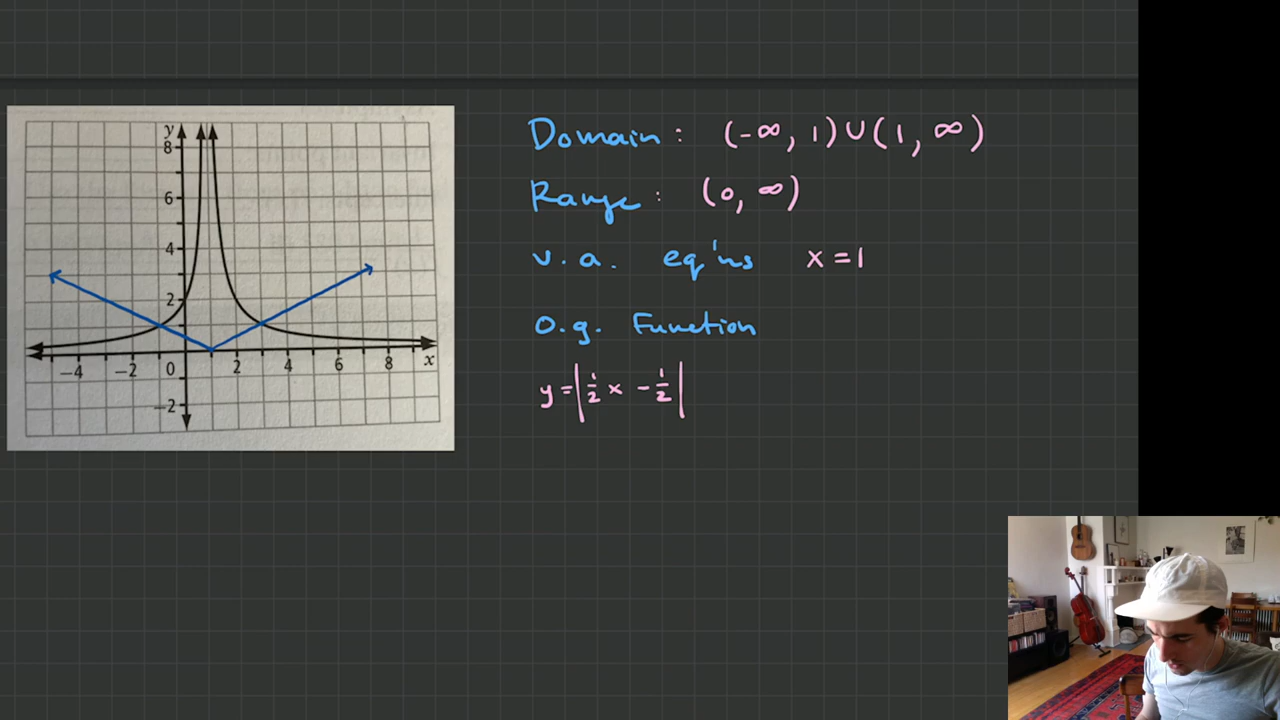 y
8
6
4
2
-4 -2 0 2 4 6 8 x
-2
Domain: (-∞, 1)∪(1, ∞)
Range: (0, ∞)
v.a. eq'ns x=1
o.g. Function
y=|1/2 x - 1/2|